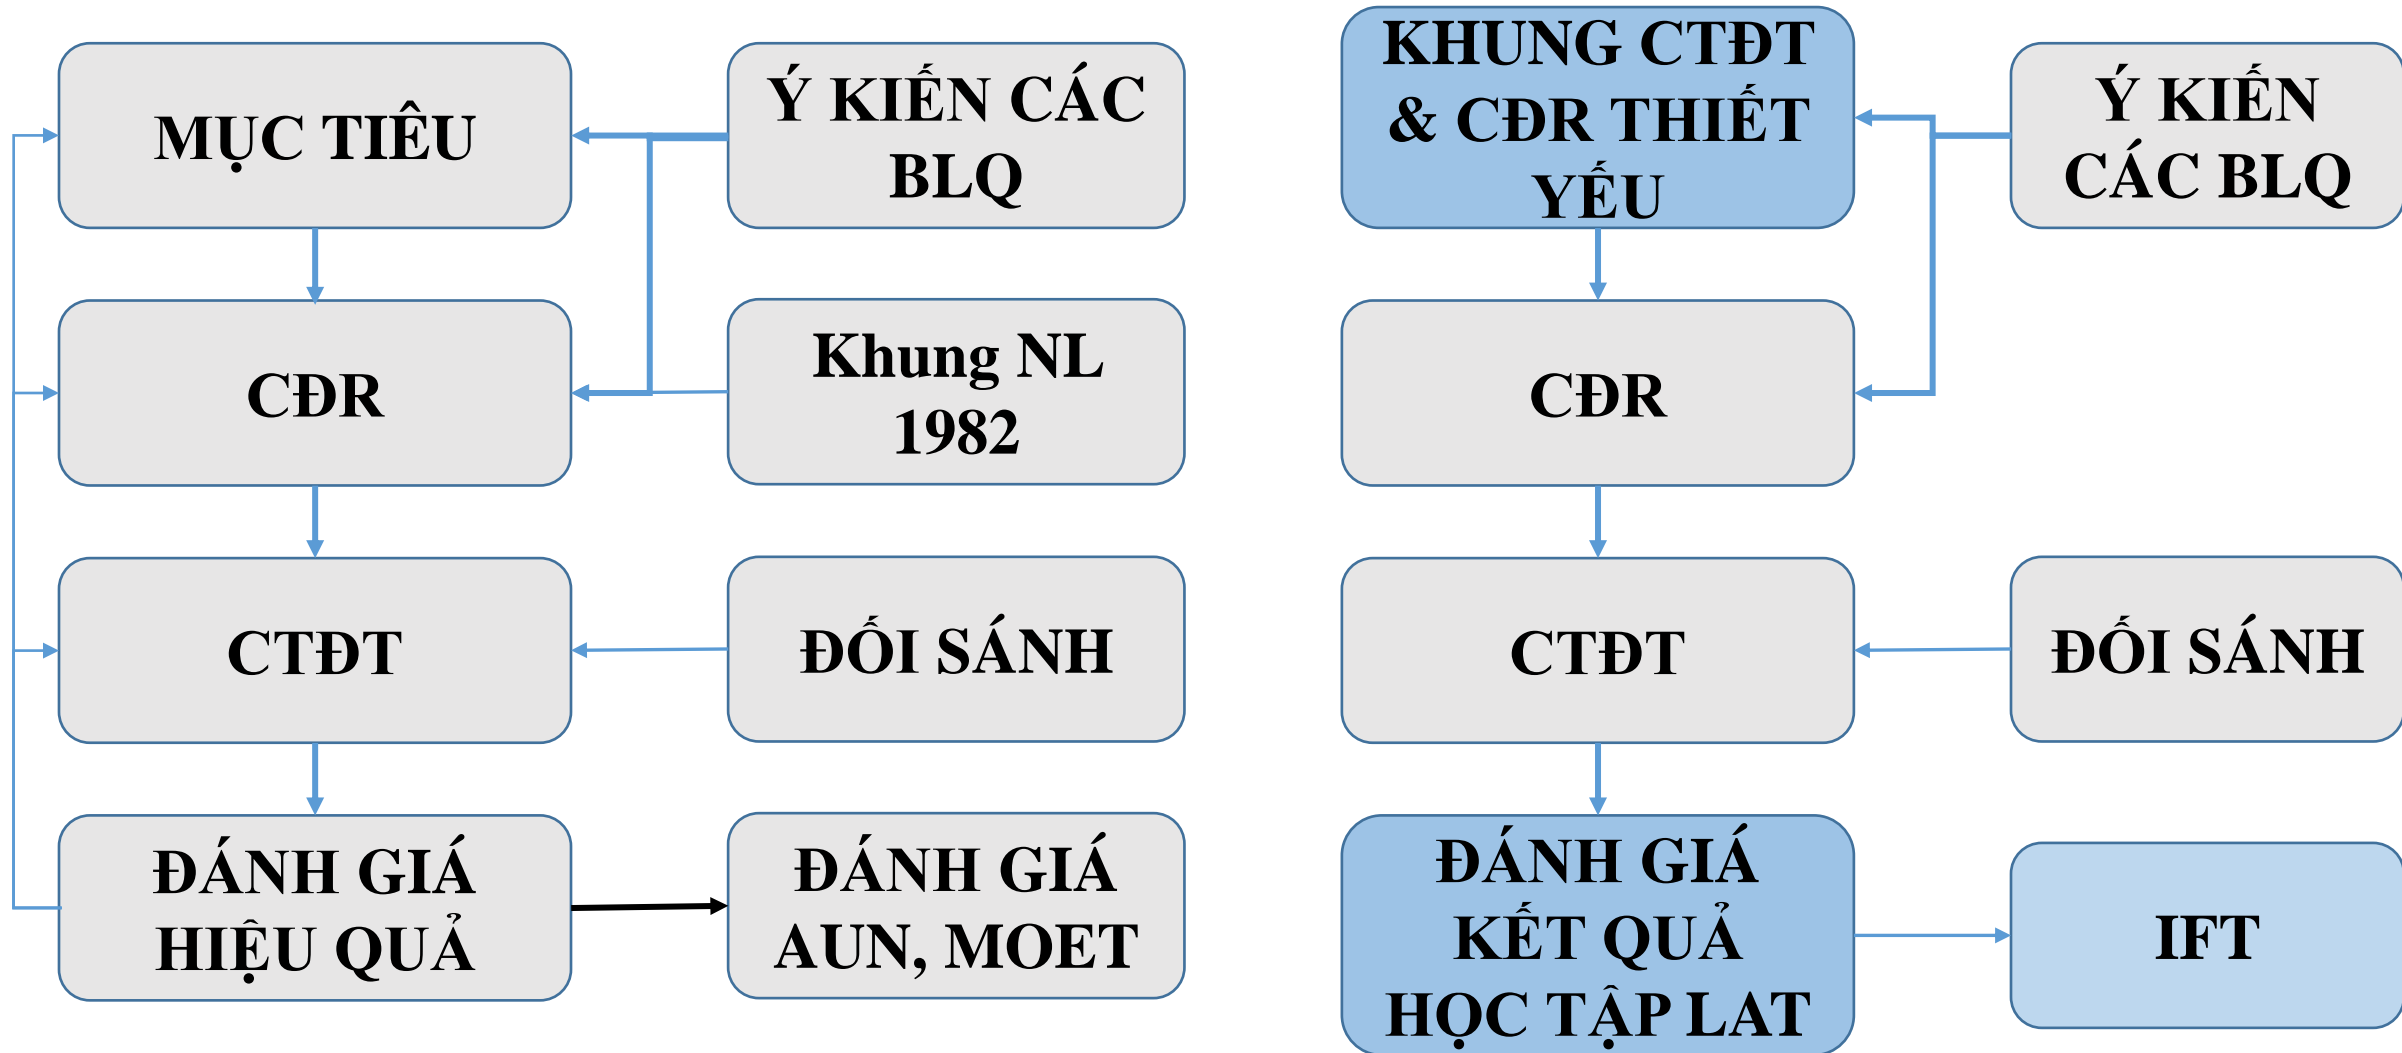 MỤC TIÊU
Ý KIẾN CÁC
BLQ
CĐR
Khung NL
1982
CTĐT
ĐỐI SÁNH
ĐÁNH GIÁ
HIỆU QUẢ
ĐÁNH GIÁ
AUN, MOET
KHUNG CTĐT
& CĐR THIẾT
YẾU
Ý KIẾN
CÁC BLQ
CĐR
CTĐT
ĐỐI SÁNH
ĐÁNH GIÁ
KẾT QUẢ
HỌC TẬP LAT
IFT